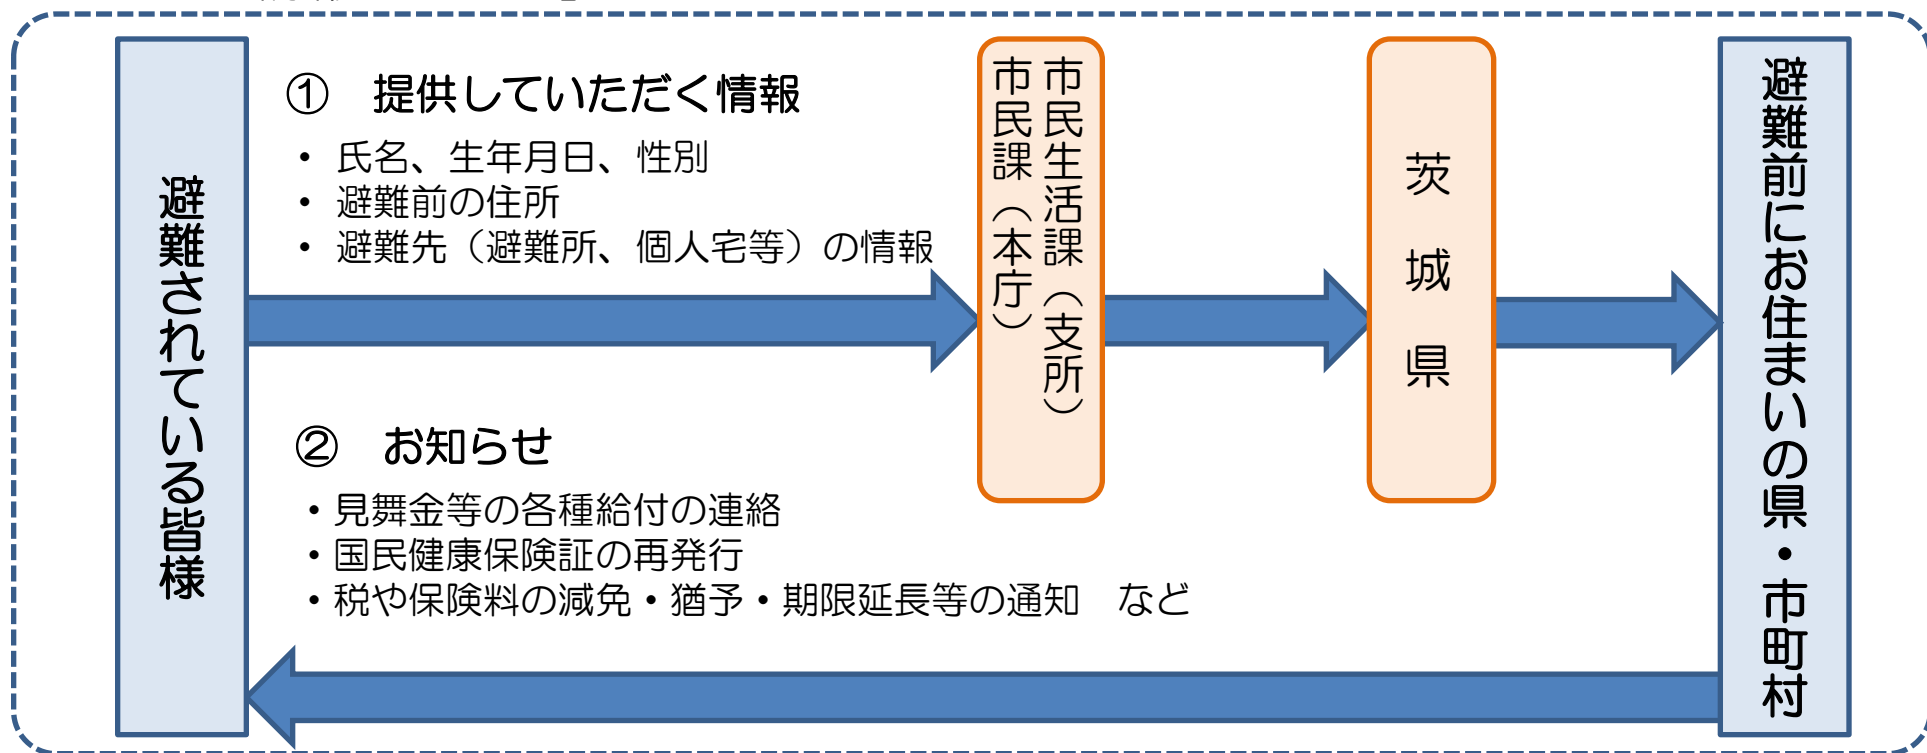 避難されている皆様
① 提供していただく情報
・ 氏名、生年月日、性別
・ 避難前の住所
・ 避難先（避難所、個人宅等）の情報
市民生活課（支所）
市民課（本庁）
茨城県
避難前にお住まいの県・市町村
② お知らせ
・見舞金等の各種給付の連絡
・国民健康保険証の再発行
・税や保険料の減免・猶予・期限延長等の通知 など